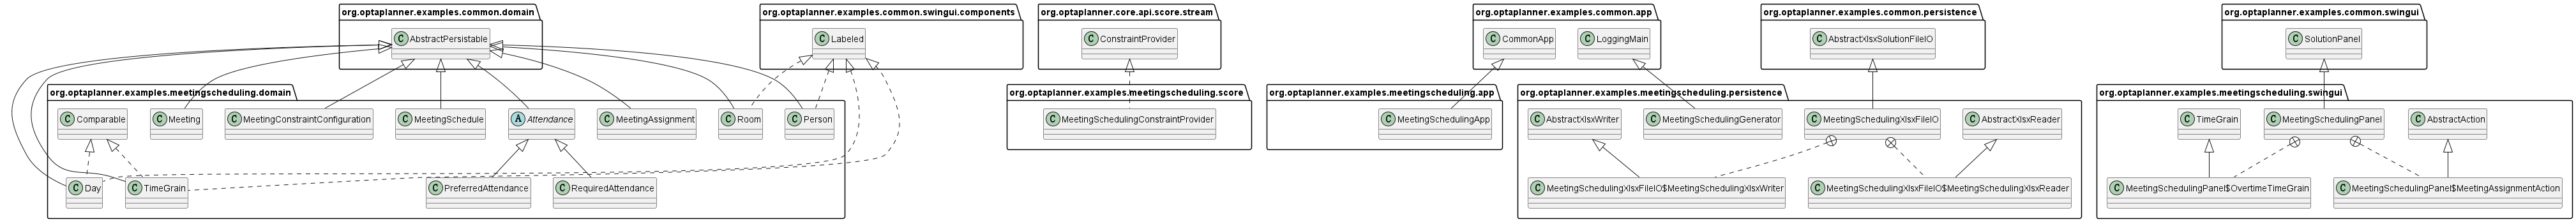 org.optaplanner.examples.common.domain
C AbstractPersistable
org.optaplanner.examples.common.swingui.components
C Labeled
org.optaplanner.core.api.score.stream
C ConstraintProvider
org.optaplanner.examples.common.app
C CommonApp
C LoggingMain
org.optaplanner.examples.common.persistence
C AbstractXlsxSolutionFileIO
org.optaplanner.examples.common.swingui
C SolutionPanel
org.optaplanner.examples.meetingscheduling.domain
C Comparable
C Meeting
C MeetingConstraintConfiguration
C MeetingSchedule
A Attendance
C MeetingAssignment
C Room
C Person
C Day
C TimeGrain
C PreferredAttendance
C RequiredAttendance
org.optaplanner.examples.meetingscheduling.score
C MeetingSchedulingConstraintProvider
org.optaplanner.examples.meetingscheduling.app
C MeetingSchedulingApp
org.optaplanner.examples.meetingscheduling.persistence
C AbstractXlsxWriter
C MeetingSchedulingGenerator
C MeetingSchedulingXlsxFileIO
C AbstractXlsxReader
C MeetingSchedulingXlsxFileIO$MeetingSchedulingXlsxWriter
C MeetingSchedulingXlsxFileIO$MeetingSchedulingXlsxReader
org.optaplanner.examples.meetingscheduling.swingui
C TimeGrain
C MeetingSchedulingPanel
C AbstractAction
C MeetingSchedulingPanel$OvertimeTimeGrain
C MeetingSchedulingPanel$MeetingAssignmentAction